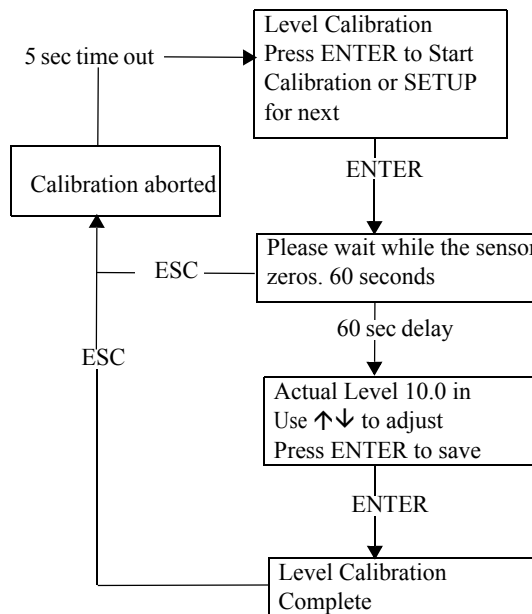 Level Calibration
Press ENTER to Start
Calibration or SETUP
for next
5 sec time out
ENTER
Calibration aborted
Please wait while the sensor
zeros. 60 seconds
ESC
60 sec delay
ESC
Actual Level 10.0 in
Use ↑↓ to adjust
Press ENTER to save
ENTER
Level Calibration
Complete